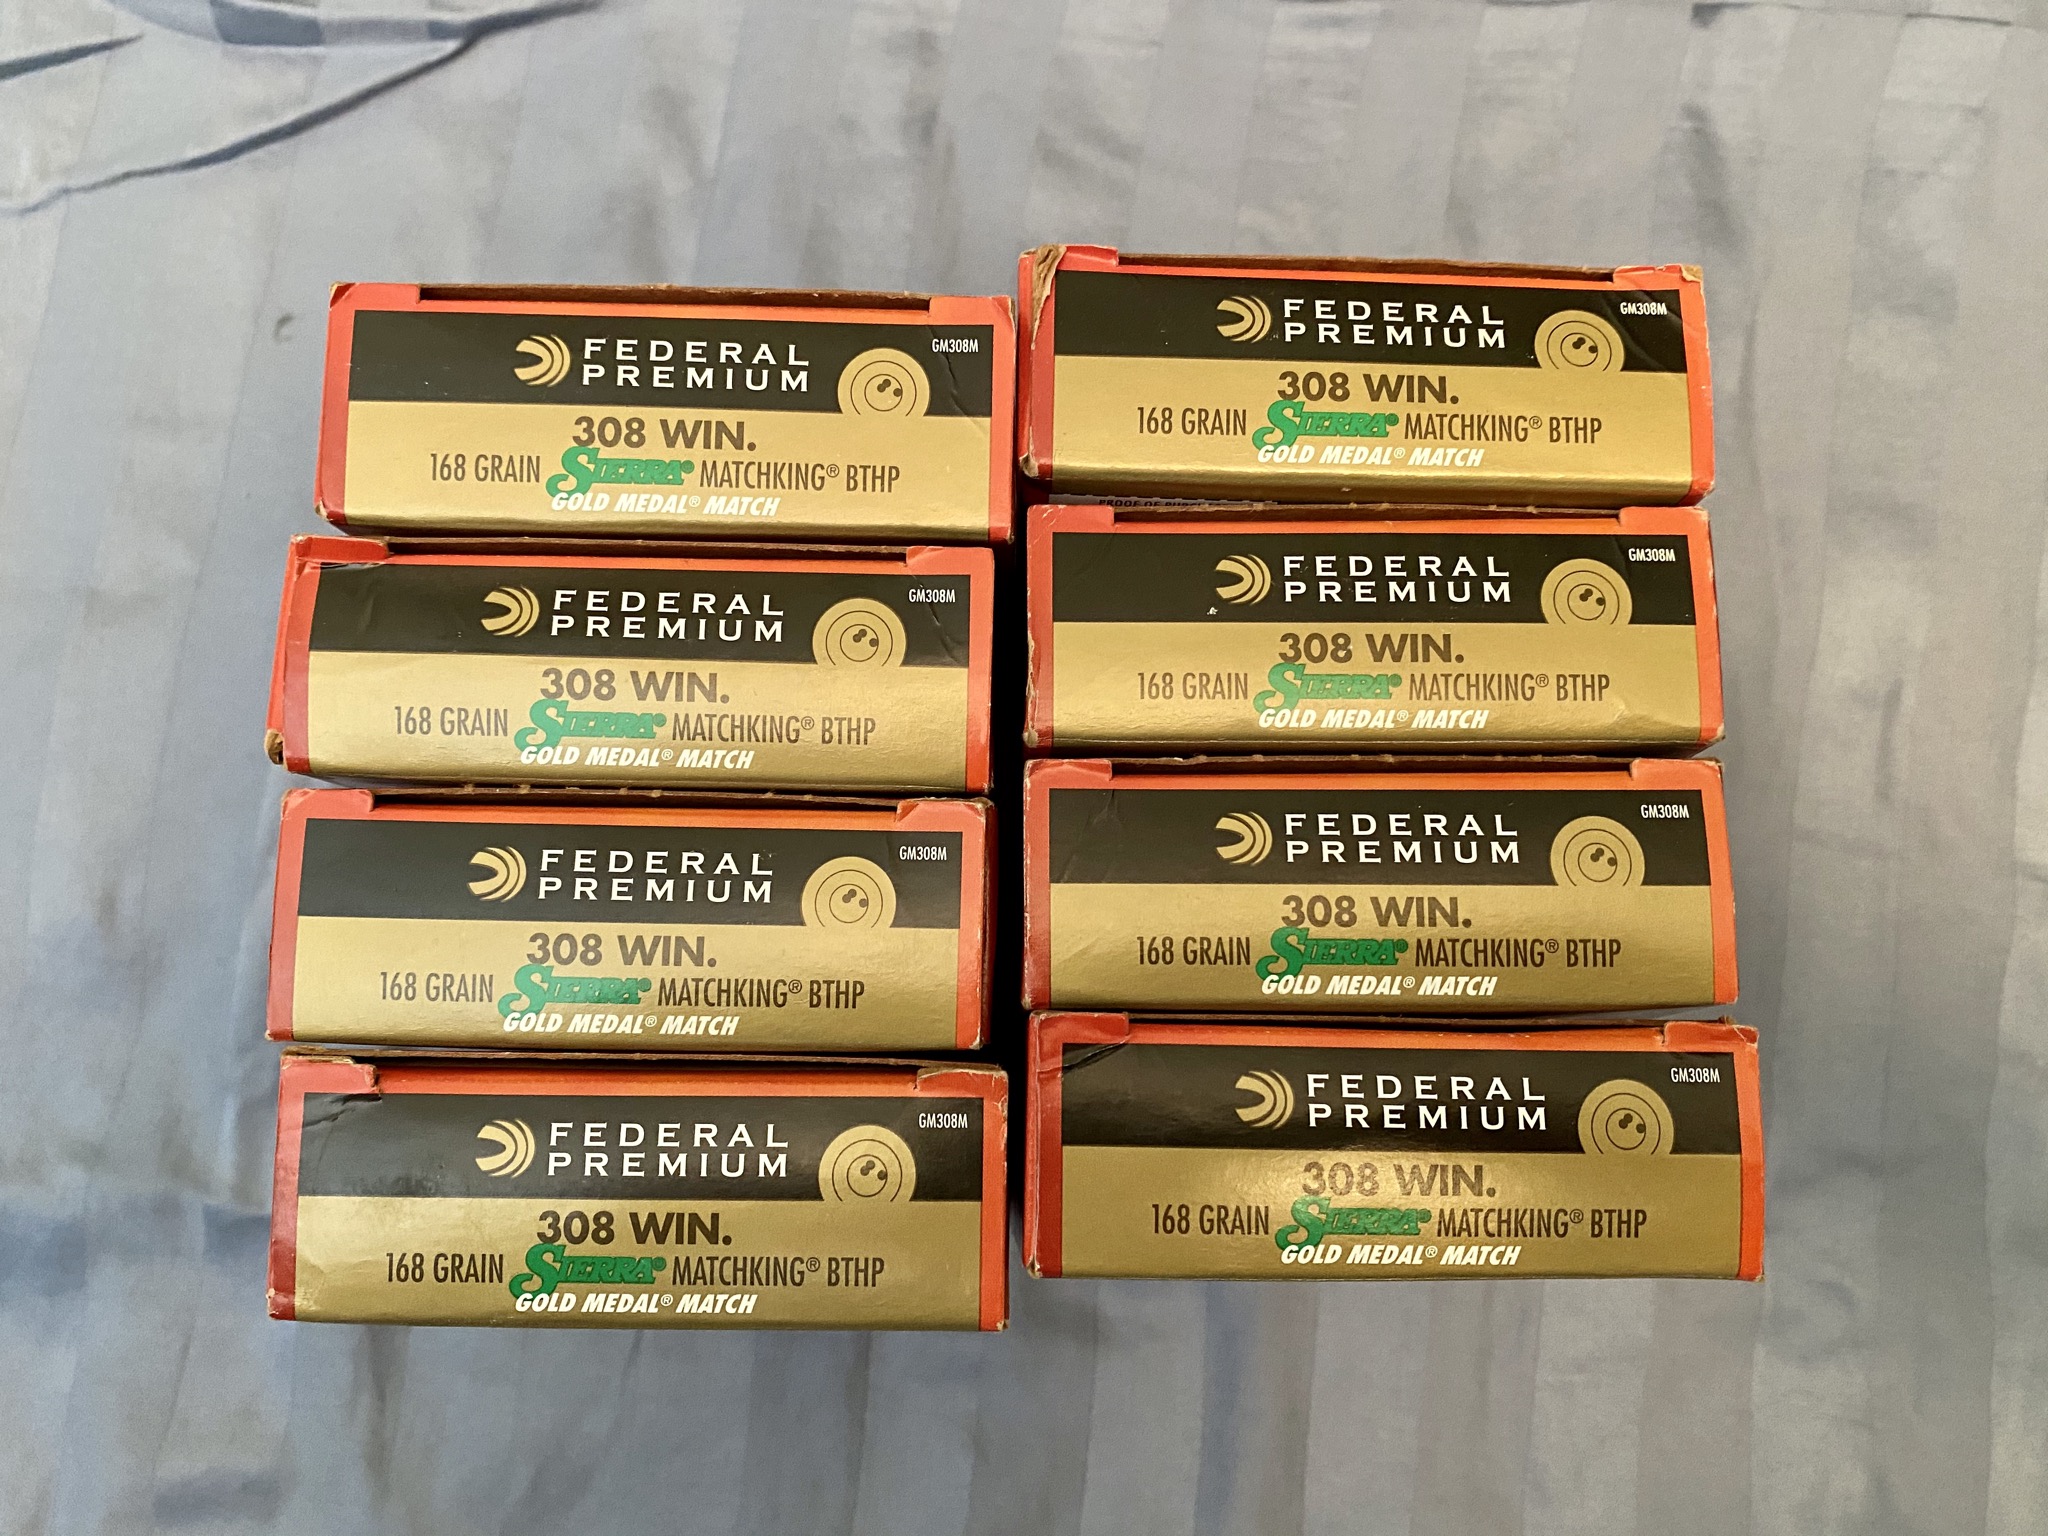 FEDERAL
PREMIUM
GM308M
308 WIN.
168 GRAIN SIERRA® MATCHKING® BTHP
GOLD MEDAL® MATCH
FEDERAL
PREMIUM
GM308M
308 WIN.
168 GRAIN SIERRA® MATCHKING® BTHP
GOLD MEDAL® MATCH
FEDERAL
PREMIUM
GM308M
308 WIN.
168 GRAIN SIERRA® MATCHKING® BTHP
GOLD MEDAL® MATCH
FEDERAL
PREMIUM
GM308M
308 WIN.
168 GRAIN SIERRA® MATCHKING® BTHP
GOLD MEDAL® MATCH
FEDERAL
PREMIUM
GM308M
308 WIN.
168 GRAIN SIERRA® MATCHKING® BTHP
GOLD MEDAL® MATCH
PROOF OF
FEDERAL
PREMIUM
GM308M
308 WIN.
168 GRAIN SIERRA® MATCHKING® BTHP
GOLD MEDAL® MATCH
FEDERAL
PREMIUM
GM308M
308 WIN.
168 GRAIN SIERRA® MATCHKING® BTHP
GOLD MEDAL® MATCH
FEDERAL
PREMIUM
GM308M
308 WIN.
168 GRAIN SIERRA® MATCHKING® BTHP
GOLD MEDAL® MATCH